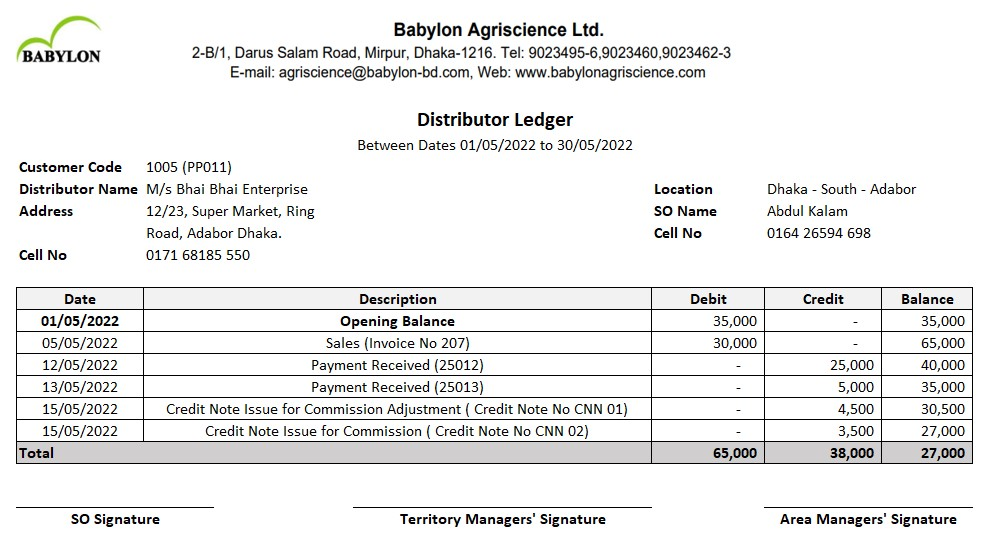 BABYLON
Babylon Agriscience Ltd.
2-B/1, Darus Salam Road, Mirpur, Dhaka-1216. Tel: 9023495-6,9023460,9023462-3
E-mail: agriscience@babylon-bd.com, Web: www.babylonagriscience.com
Distributor Ledger
Between Dates 01/05/2022 to 30/05/2022
Customer Code 1005 (PP011)
Distributor Name M/s Bhai Bhai Enterprise Location Dhaka - South - Adabor
Address 12/23, Super Market, Ring SO Name Abdul Kalam
Road, Adabor Dhaka. Cell No 0164 26594 698
Cell No 0171 68185 550
Date Description Debit Credit Balance
01/05/2022 Opening Balance 35,000 - 35,000
05/05/2022 Sales (Invoice No 207) 30,000 - 65,000
12/05/2022 Payment Received (25012) - 25,000 40,000
13/05/2022 Payment Received (25013) - 5,000 35,000
15/05/2022 Credit Note Issue for Commission Adjustment ( Credit Note No CNN 01) - 4,500 30,500
15/05/2022 Credit Note Issue for Commission ( Credit Note No CNN 02) - 3,500 27,000
Total 65,000 38,000 27,000
SO Signature Territory Managers' Signature Area Managers' Signature